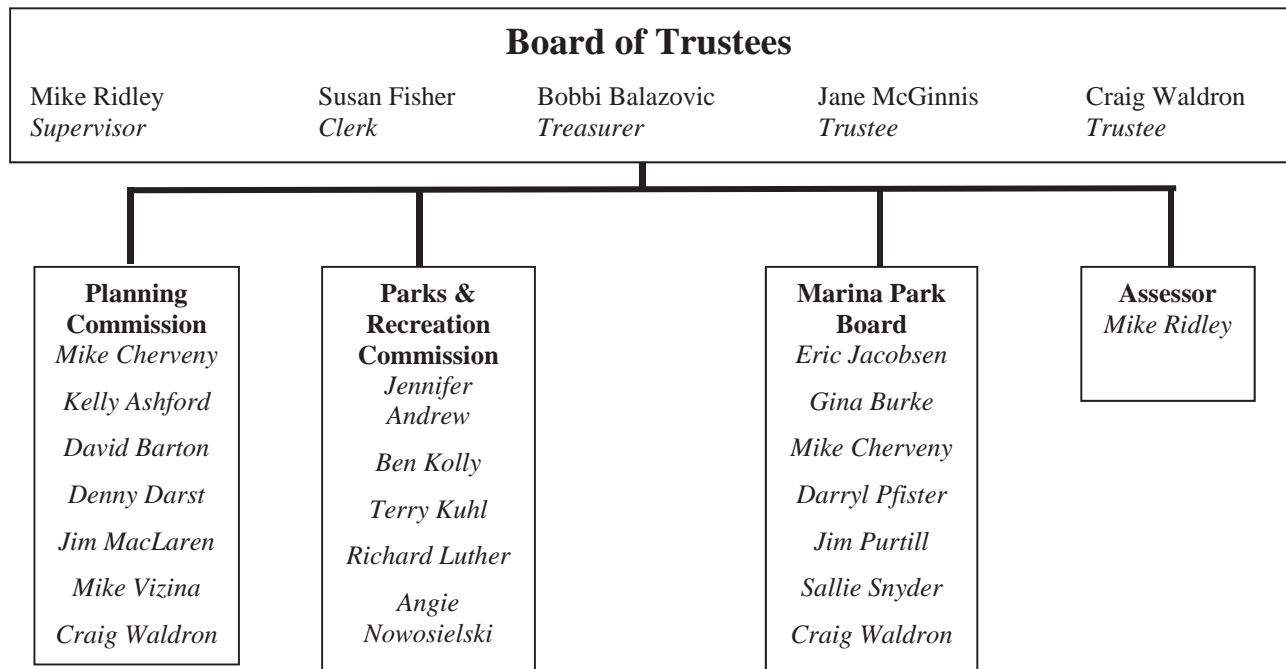 Board of Trustees
Mike Ridley Susan Fisher Bobbi Balazovic Jane McGinnis Craig Waldron
Supervisor Clerk Treasurer Trustee Trustee
Planning
Commission
Mike Cherveny
Kelly Ashford
David Barton
Denny Darst
Jim MacLaren
Mike Vizina
Craig Waldron
Parks &
Recreation
Commission
Jennifer
Andrew
Ben Kolly
Terry Kuhl
Richard Luther
Angie
Nowosielski
Marina Park
Board
Eric Jacobsen
Gina Burke
Mike Cherveny
Darryl Pfister
Jim Purtill
Sallie Snyder
Craig Waldron
Assessor
Mike Ridley